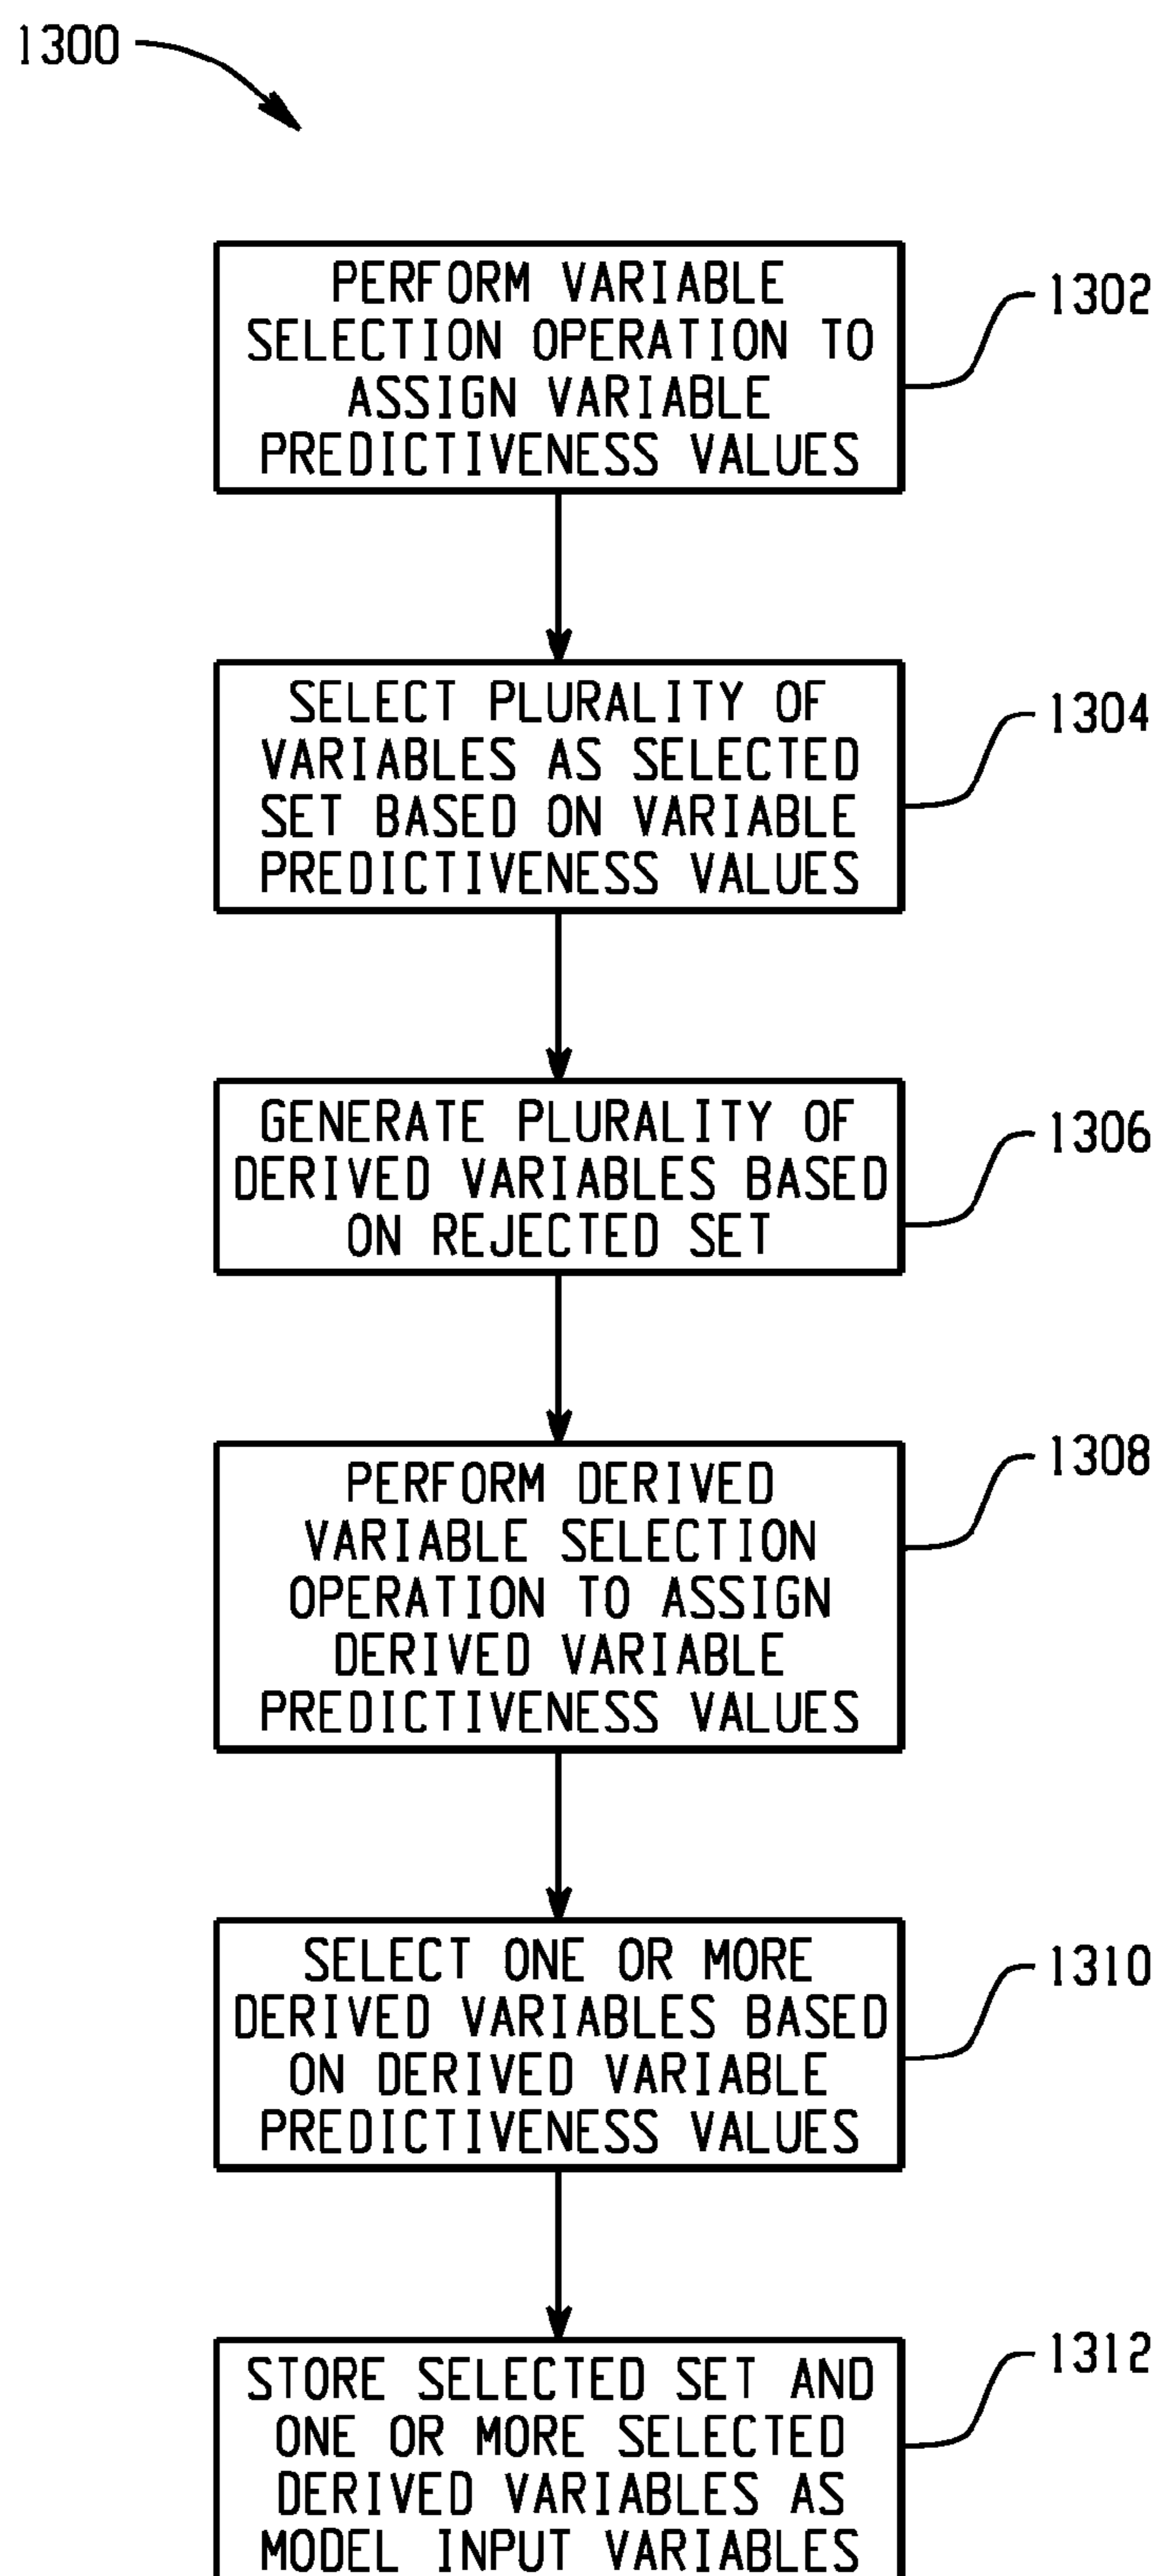 1300
PERFORM VARIABLE
SELECTION OPERATION TO
ASSIGN VARIABLE
PREDICTIVENESS VALUES
1302
SELECT PLURALITY OF
VARIABLES AS SELECTED
SET BASED ON VARIABLE
PREDICTIVENESS VALUES
1304
GENERATE PLURALITY OF
DERIVED VARIABLES BASED
ON REJECTED SET
1306
PERFORM DERIVED
VARIABLE SELECTION
OPERATION TO ASSIGN
DERIVED VARIABLE
PREDICTIVENESS VALUES
1308
SELECT ONE OR MORE
DERIVED VARIABLES BASED
ON DERIVED VARIABLE
PREDICTIVENESS VALUES
1310
STORE SELECTED SET AND
ONE OR MORE SELECTED
DERIVED VARIABLES AS
MODEL INPUT VARIABLES
1312